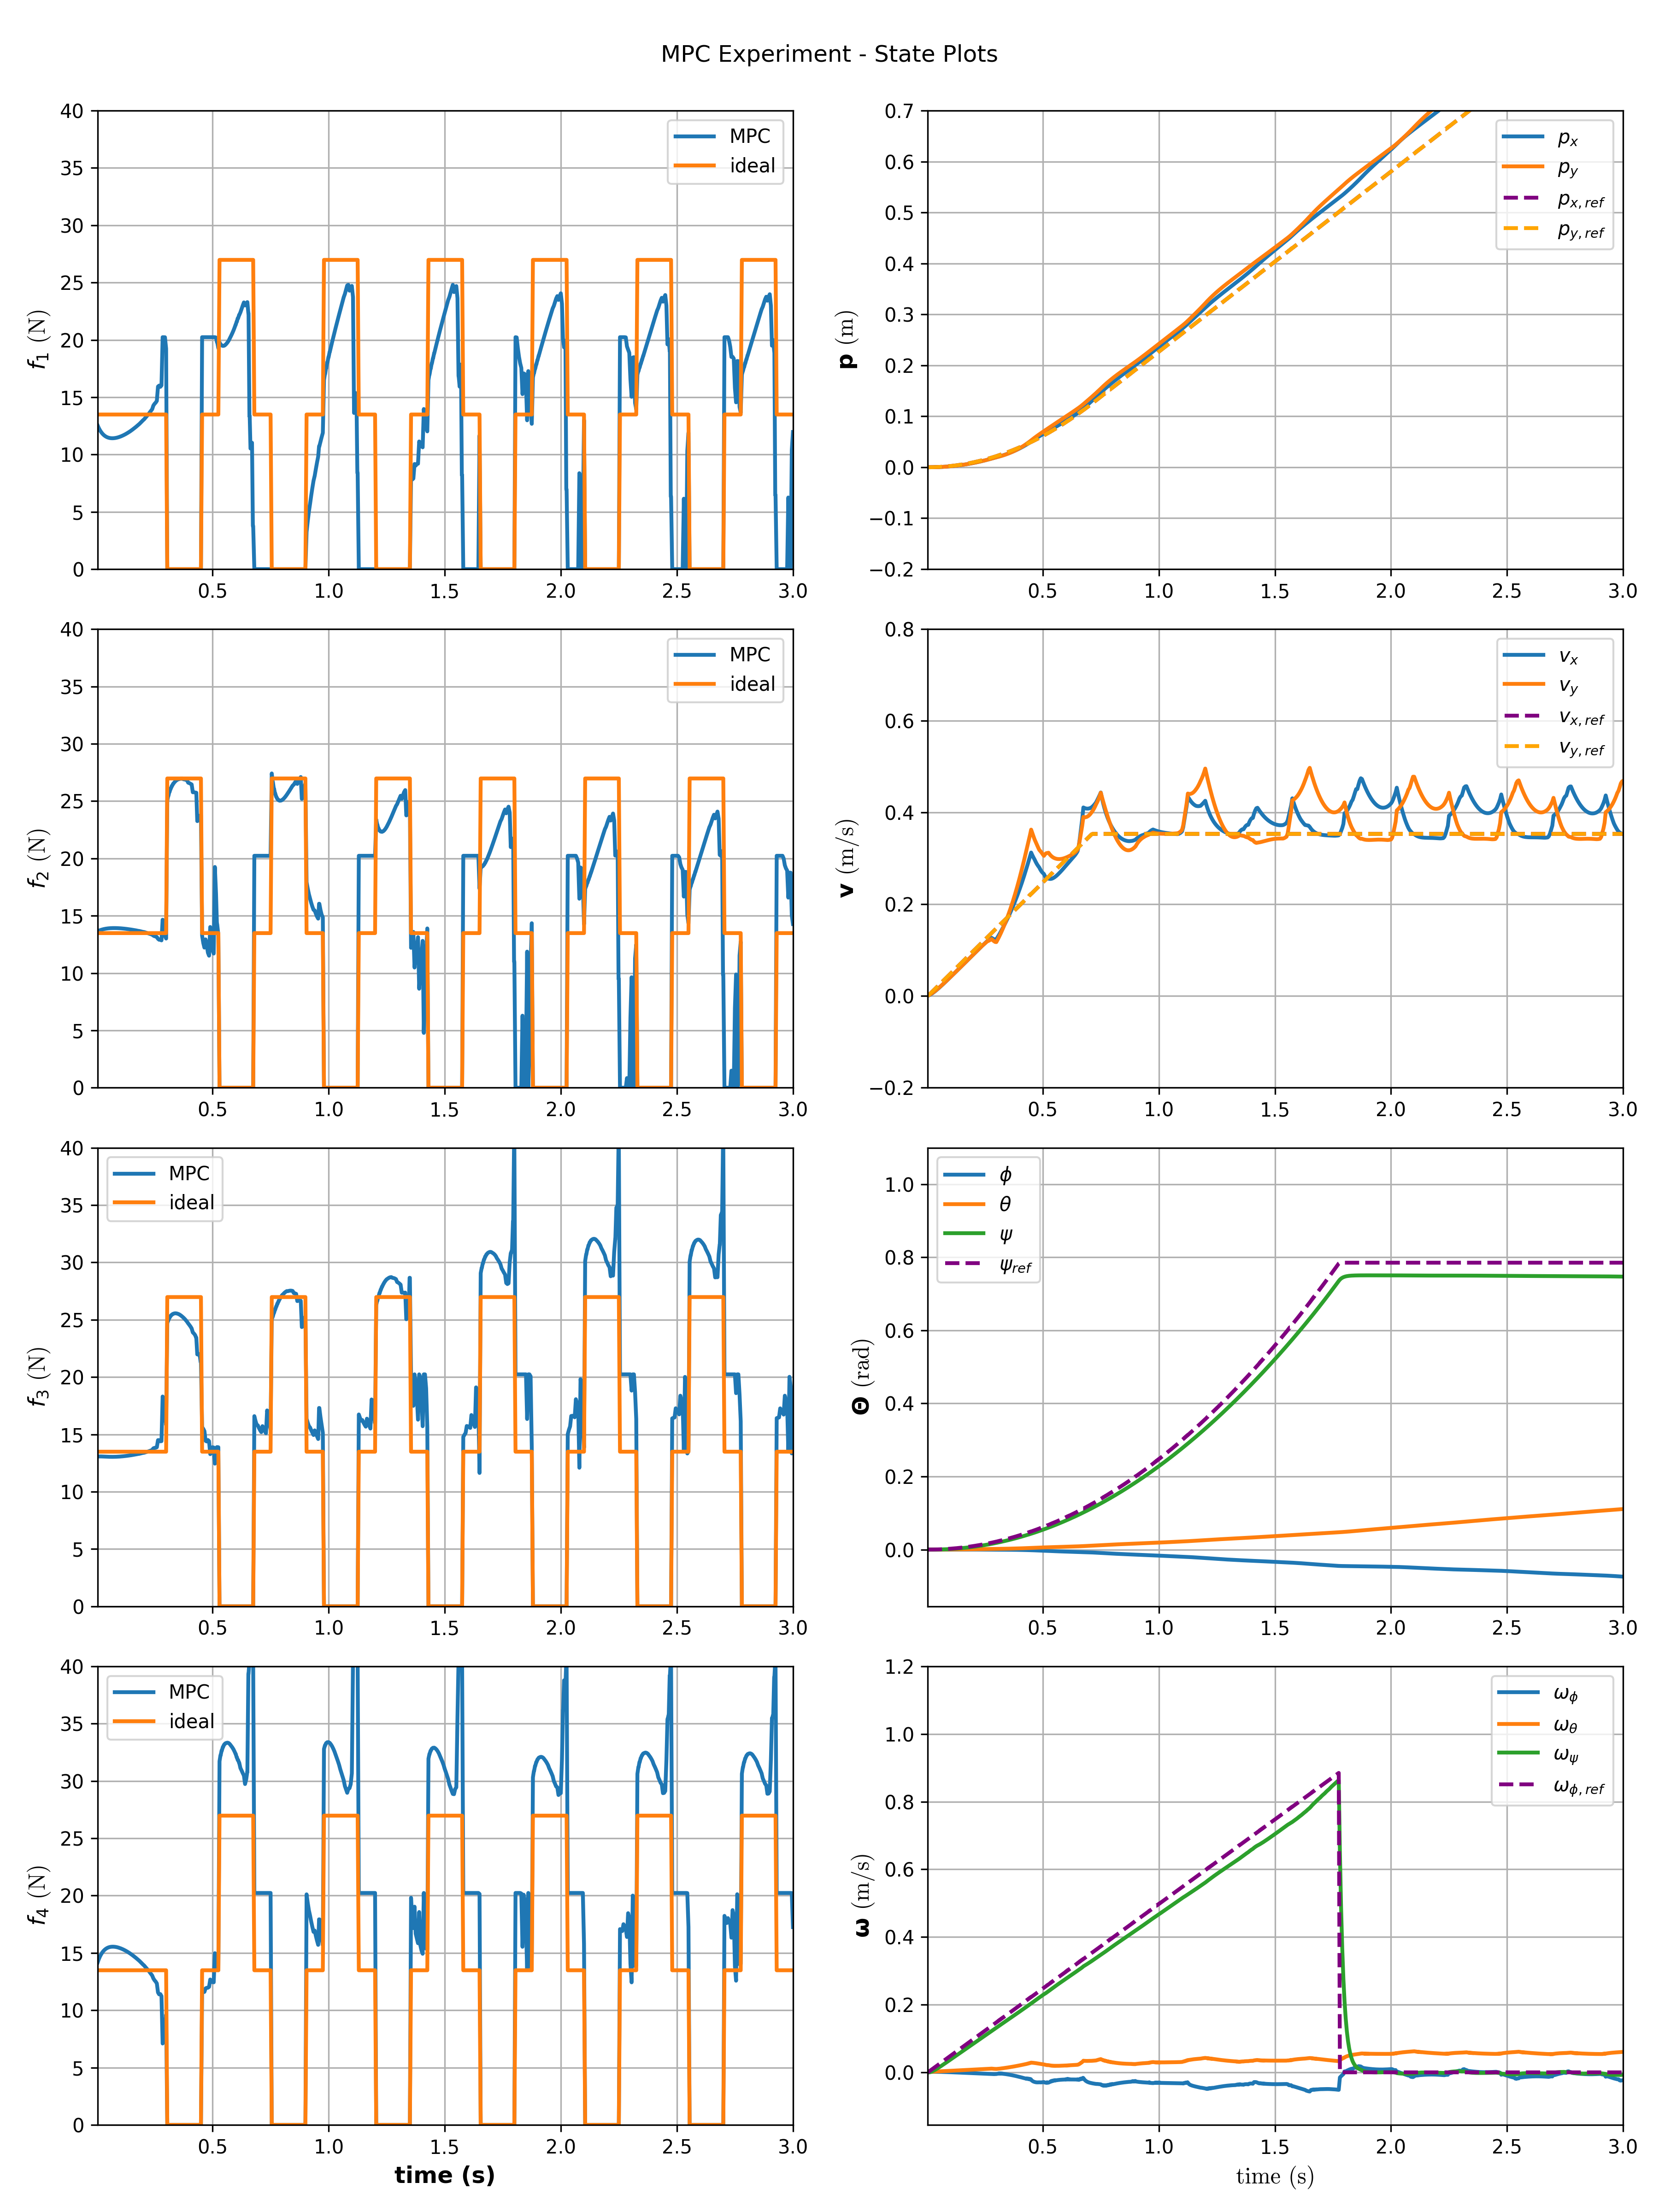 MPC Experiment - State Plots
40
35
30
25
20
15
10
5
0
f1 (N)
MPC
ideal
0.5 1.0 1.5 2.0 2.5 3.0
0.7
0.6
0.5
0.4
0.3
0.2
0.1
0.0
−0.1
−0.2
p (m)
px
py
px, ref
py, ref
0.5 1.0 1.5 2.0 2.5 3.0
40
35
30
25
20
15
10
5
0
f2 (N)
MPC
ideal
0.5 1.0 1.5 2.0 2.5 3.0
0.8
0.6
0.4
0.2
0.0
−0.2
v (m/s)
vx
vy
vx, ref
vy, ref
0.5 1.0 1.5 2.0 2.5 3.0
40
35
30
25
20
15
10
5
0
f3 (N)
MPC
ideal
0.5 1.0 1.5 2.0 2.5 3.0
1.0
0.8
0.6
0.4
0.2
0.0
Θ (rad)
ϕ
θ
ψ
ψref
0.5 1.0 1.5 2.0 2.5 3.0
40
35
30
25
20
15
10
5
0
f4 (N)
MPC
ideal
0.5 1.0 1.5 2.0 2.5 3.0
time (s)
1.2
1.0
0.8
0.6
0.4
0.2
0.0
ω (m/s)
ωϕ
ωθ
ωψ
ωϕ, ref
0.5 1.0 1.5 2.0 2.5 3.0
time (s)